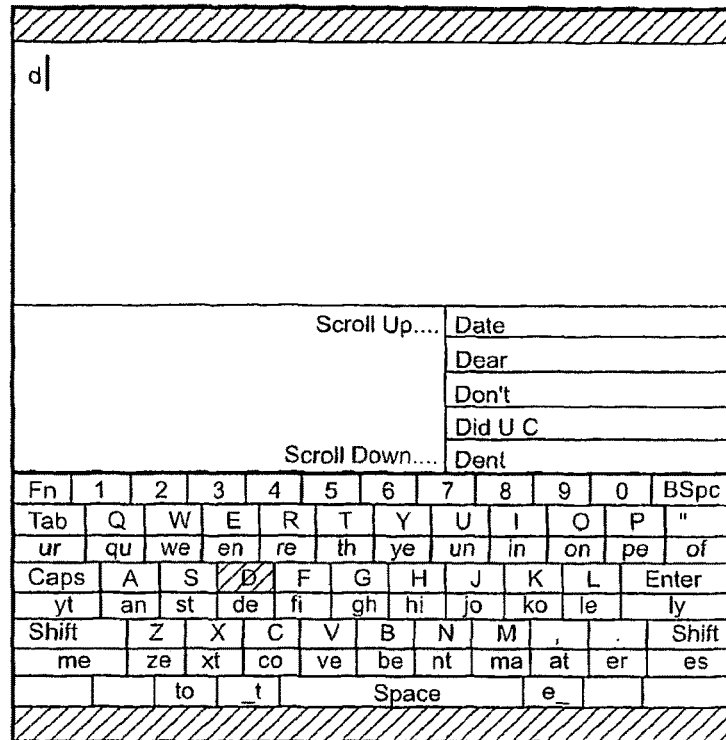 d
Scroll Up.... Date
Dear
Don't
Did U C
Scroll Down.... Dent
Fn 1 2 3 4 5 6 7 8 9 0 BSpc
Tab Q W E R T Y U I O P "
ur qu we en re th ye un in on pe of
Caps A S D F G H J K L Enter
yt an st de fi gh hi jo ko le ly
Shift Z X C V B N M , . Shift
me ze xt co ve be nt ma at er es
to _t Space e_